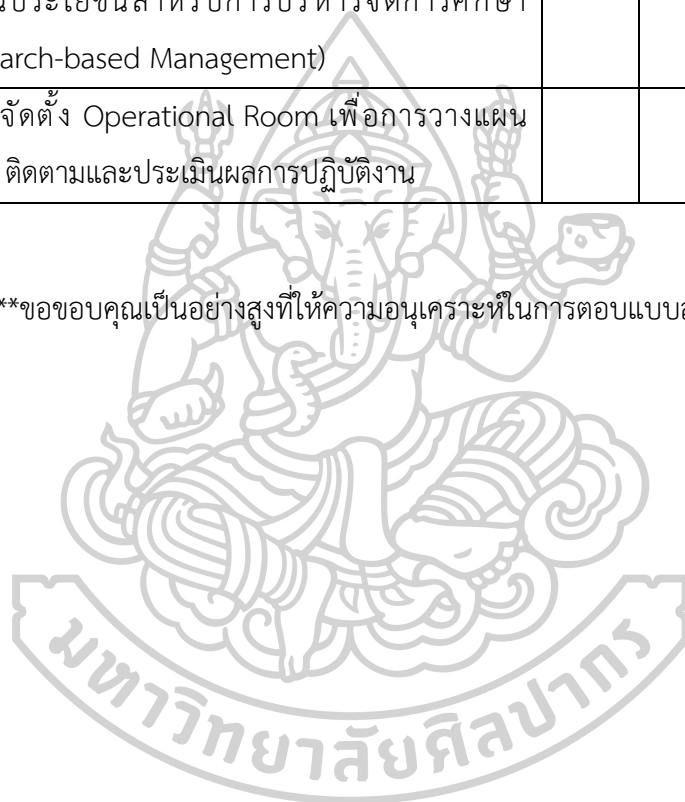 ประโยชน์สำหรับการบริหารจัดการศึกษา
arch-based Management)
จัดตั้ง Operational Room เพื่อการวางแผน
ติดตามและประเมินผลการปฏิบัติงาน
**ขอขอบคุณเป็นอย่างสูงที่ให้ความอนุเคราะห์ในการตอบแบบ
มหาวิทยาลัยศิลปากร